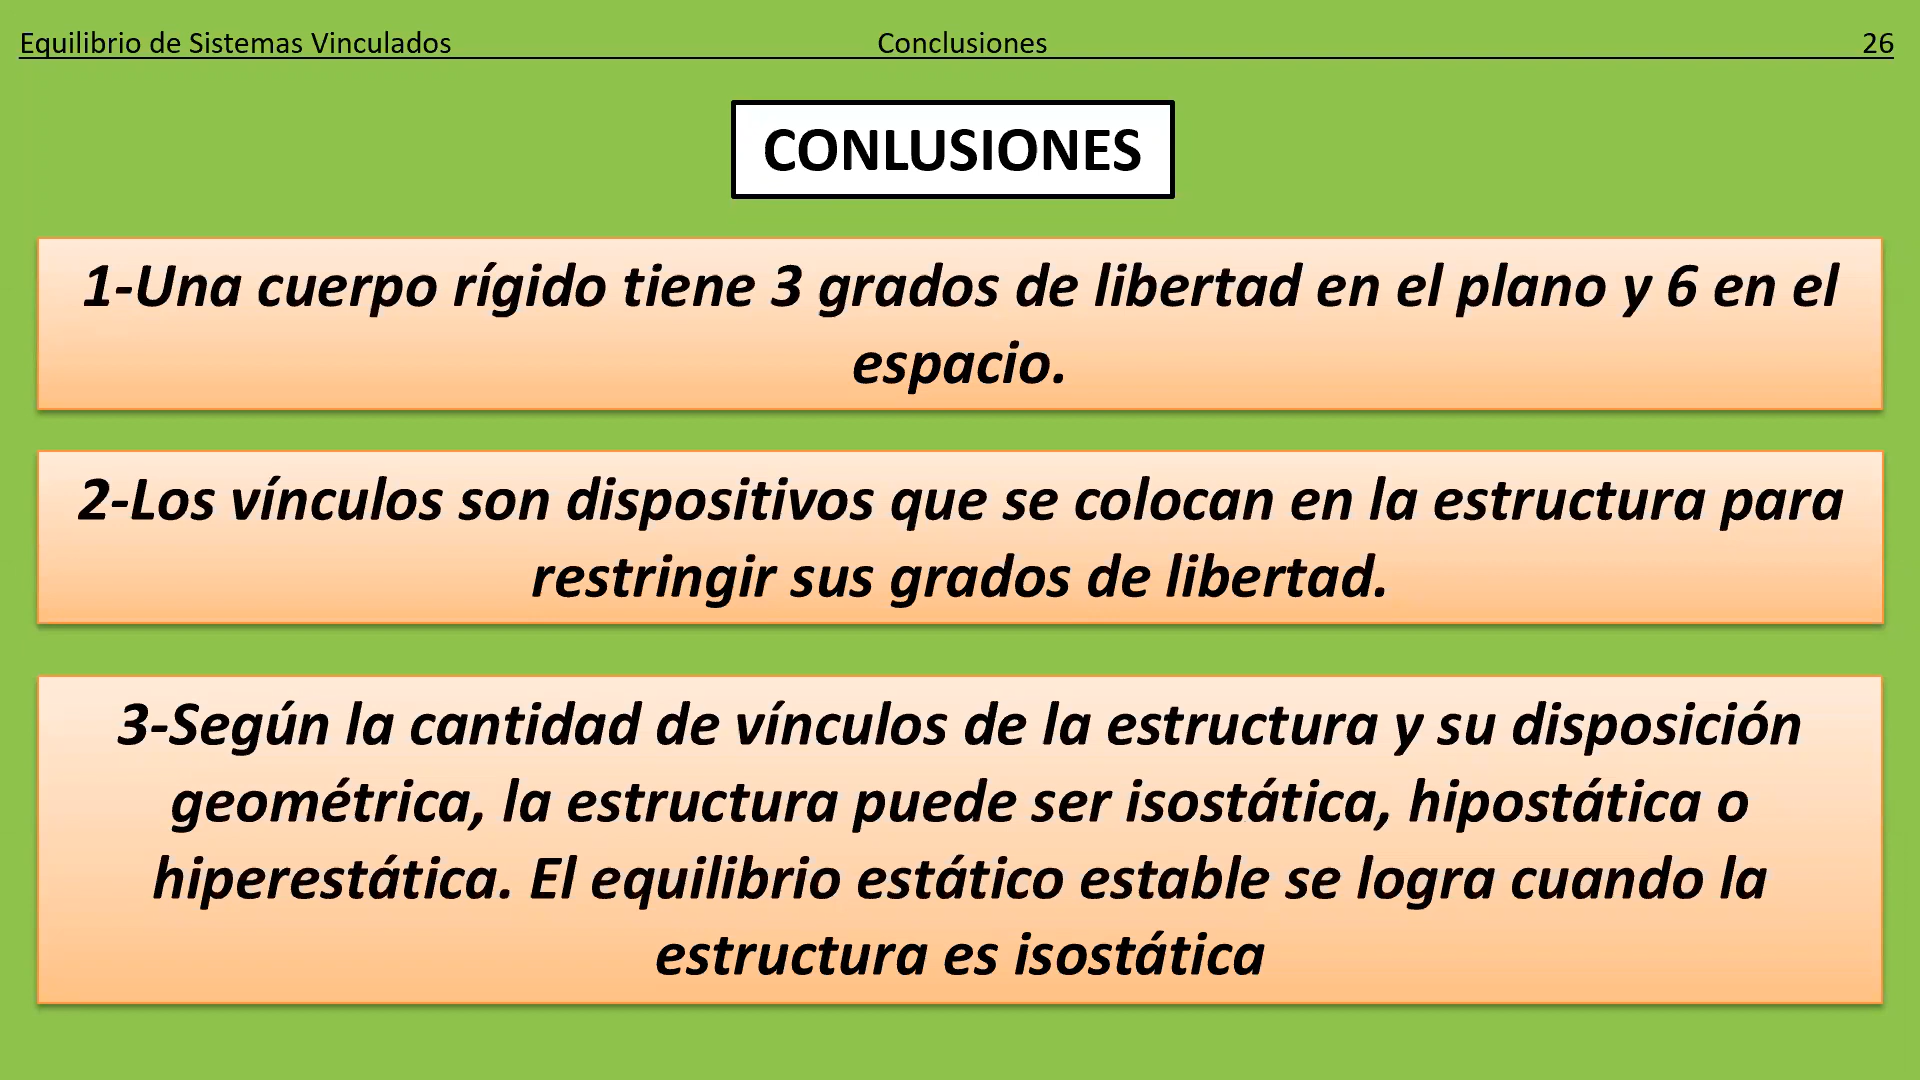 Equilibrio de Sistemas Vinculados Conclusiones 26
CONLUSIONES
1-Una cuerpo rígido tiene 3 grados de libertad en el plano y 6 en el
espacio.
2-Los vínculos son dispositivos que se colocan en la estructura para
restringir sus grados de libertad.
3-Según la cantidad de vínculos de la estructura y su disposición
geométrica, la estructura puede ser isostática, hipostática o
hiperestática. El equilibrio estático estable se logra cuando la
estructura es isostática